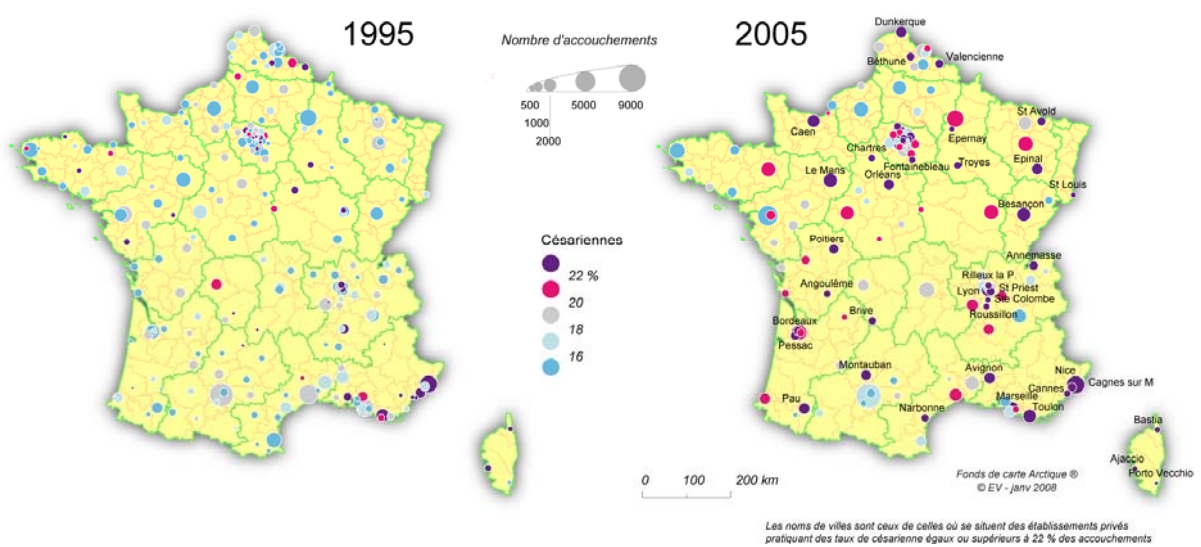 1995
Nombre d'accouchements
500
1000
2000
5000
9000
2005
Césariennes
22 %
20
18
16
Dunkerque
Béthune
Valencienne
Caen
St Avold
Epernay
Chartres
Fontainebleau
Troyes
Epinal
Le Mans
Orléans
St Louis
Besançon
Poitiers
Annemasse
Rilleux la P.
Angoulême
Lyon
St Priest
Ste Colombe
Roussillon
Brive
Bordeaux
Pessac
Montauban
Avignon
Nice
Cannes
Cagnes sur M
Pau
Narbonne
Marseille
Toulon
Bastia
Ajaccio
Porto Vecchio
0 100 200 km
Fonds de carte Arctique ®
© EV - janv 2008
Les noms de villes sont ceux de celles où se situent des établissements privés
pratiquant des taux de césarienne égaux ou supérieurs à 22 % des accouchements